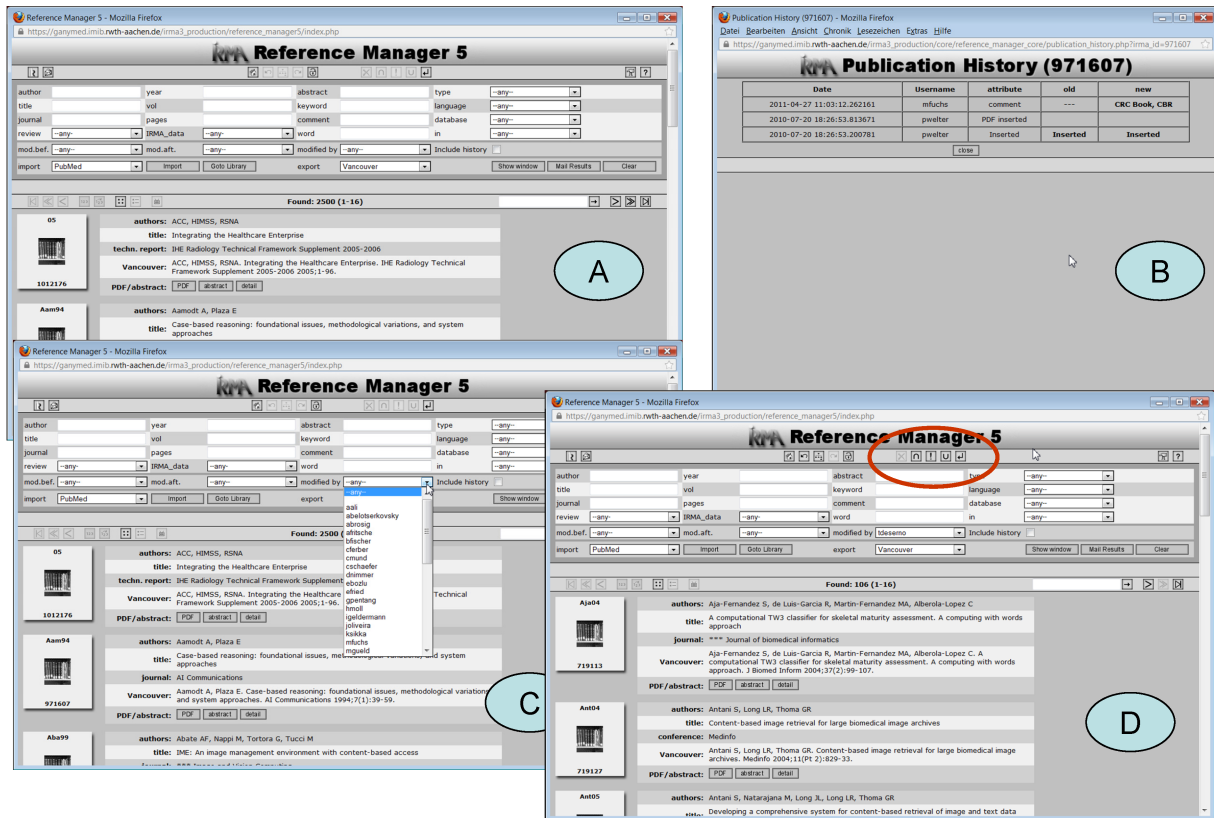 Reference Manager 5 - Mozilla Firefox
https://ganymed.imib.rwth-aachen.de/irma3_production/reference_manager5/index.php
irma Reference Manager 5
?
author year abstract type --any--
title vol keyword language --any--
journal pages comment database --any--
review --any- IRMA_data --any- word in --any--
mod.bef. --any- mod.aft. --any- modified by --any-- Include history
import PubMed Import Goto Library export Vancouver Show window Mail Results Clear
Found: 2500 (1-16)
05
1012176
authors: ACC, HIMSS, RSNA
title: Integrating the Healthcare Enterprise
techn. report: IHE Radiology Technical Framework Supplement 2005-2006
Vancouver: ACC, HIMSS, RSNA. Integrating the Healthcare Enterprise. IHE Radiology Technical
Framework Supplement 2005-2006 2005;1-96.
PDF/abstract: PDF abstract detail
Aam94
authors: Aamodt A, Plaza E
title: Case-based reasoning: foundational issues, methodological variations, and system
approaches
A
Publication History (971607) - Mozilla Firefox
Datei Bearbeiten Ansicht Chronik Lesezeichen Extras Hilfe
https://ganymed.imib.rwth-aachen.de/irma3_production/core/reference_manager_core/publication_history.php?irma_id=971607
irma Publication History (971607)
Date Username attribute old new
2011-04-27 11:03:12.262161 mfuchs comment --- CRC Book, CBR
2010-07-20 18:26:53.813671 pwelter PDF inserted
2010-07-20 18:26:53.200781 pwelter Inserted Inserted Inserted
close
B
Reference Manager 5 - Mozilla Firefox
https://ganymed.imib.rwth-aachen.de/irma3_production/reference_manager5/index.php
irma Reference Manager 5
author year abstract type --any--
title vol keyword language --any--
journal pages comment database --any--
review --any- IRMA_data --any- word in --any--
mod.bef. --any- mod.aft. --any- modified by --any-- Include history
import PubMed Import Goto Library export Show window
--any--
aali
abelotserkovsky
abrosig
afritsche
bfischer
cferber
cmund
cschaefer
dnimmer
ebozlu
efried
gpentang
hmoll
igeldermann
joliveira
ksikka
mfuchs
mgueld
Found: 2500 (
05
1012176
authors: ACC, HIMSS, RSNA
title: Integrating the Healthcare Enterprise
techn. report: IHE Radiology Technical Framework Supplement
Vancouver: ACC, HIMSS, RSNA. Integrating the Healthcare Technical
Framework Supplement 2005-2006 2005;1-96.
PDF/abstract: PDF abstract detail
Aam94
971607
authors: Aamodt A, Plaza E
title: Case-based reasoning: foundational issues, methodological variations, and system
approaches
journal: AI Communications
Vancouver: Aamodt A, Plaza E. Case-based reasoning: foundational issues, methodological variations
and system approaches. AI Communications 1994;7(1):39-59.
PDF/abstract: PDF abstract detail
Aba99
authors: Abate AF, Nappi M, Tortora G, Tucci M
title: IME: An image management environment with content-based access
journal: *** Image and Vision Computing
C
Reference Manager 5 - Mozilla Firefox
https://ganymed.imib.rwth-aachen.de/irma3_production/reference_manager5/index.php
irma Reference Manager 5
?
author year abstract type --any--
title vol keyword language --any--
journal pages comment database --any--
review --any- IRMA_data --any- word in --any--
mod.bef. --any- mod.aft. --any- modified by tdeserno Include history
import PubMed Import Goto Library export Vancouver Show window Mail Results Clear
Found: 106 (1-16)
Aja04
719113
authors: Aja-Fernandez S, de Luis-Garcia R, Martin-Fernandez MA, Alberola-Lopez C
title: A computational TW3 classifier for skeletal maturity assessment. A computing with words
approach
journal: *** Journal of biomedical informatics
Vancouver: Aja-Fernandez S, de Luis-Garcia R, Martin-Fernandez MA, Alberola-Lopez C. A
computational TW3 classifier for skeletal maturity assessment. A computing with words
approach. J Biomed Inform 2004;37(2):99-107.
PDF/abstract: PDF abstract detail
Ant04
719127
authors: Antani S, Long LR, Thoma GR
title: Content-based image retrieval for large biomedical image archives
conference: Medinfo
Vancouver: Antani S, Long LR, Thoma GR. Content-based image retrieval for large biomedical image
archives. Medinfo 2004;11(Pt 2):829-33.
PDF/abstract: PDF abstract detail
Ant05
authors: Antani S, Natarajana M, Long JL, Long LR, Thoma GR
title: Developing a comprehensive system for content-based retrieval of image and text data
D